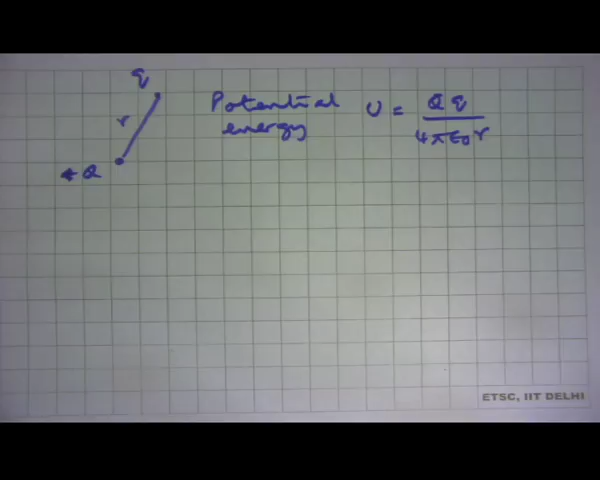 q
r
+Q
Potential
energy
U = Qq / 4πε₀r
ETSC, IIT DELHI